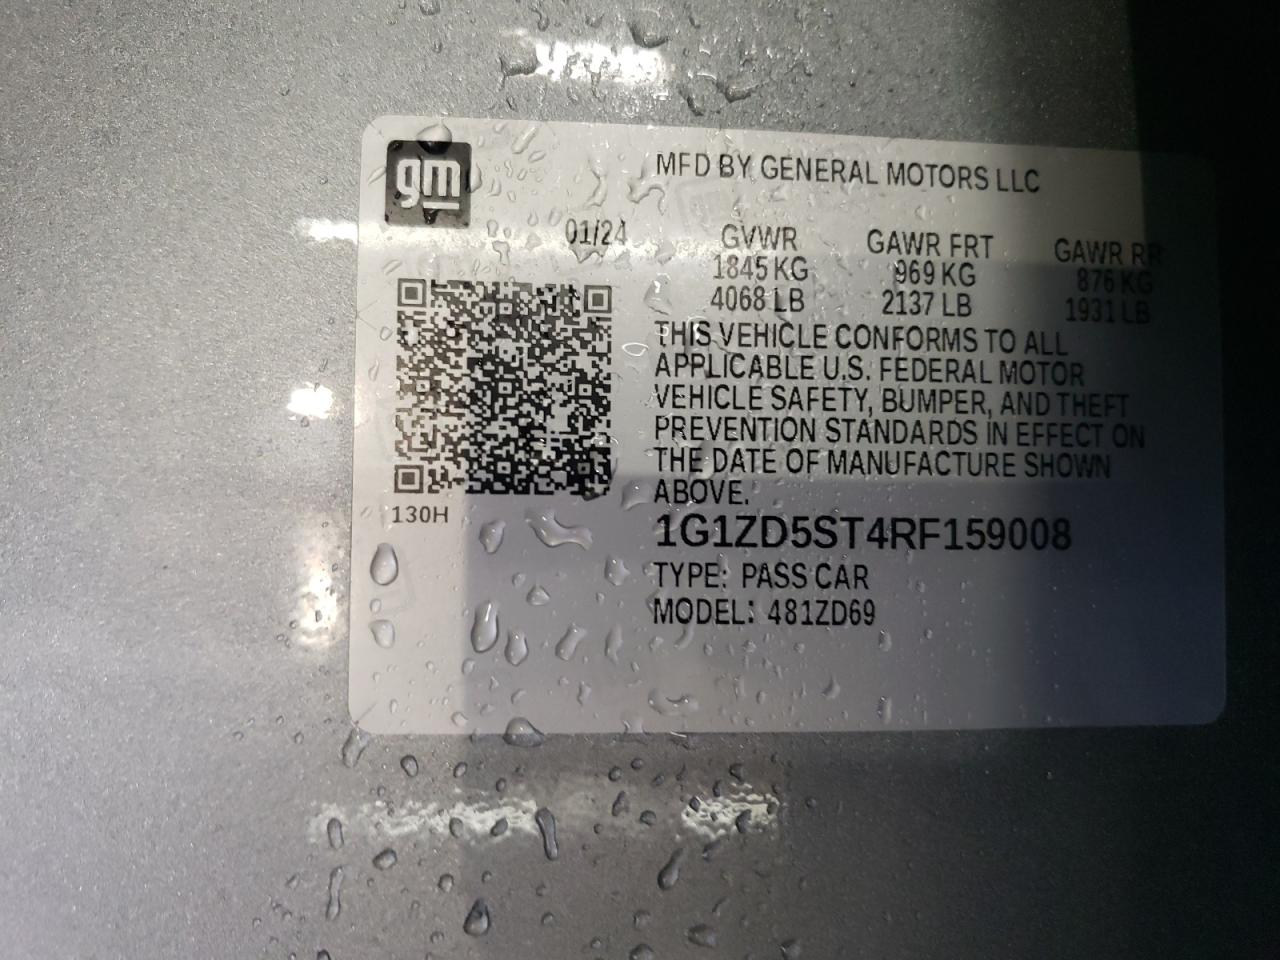 gm
MFD BY GENERAL MOTORS LLC
01/24 GVWR GAWR FRT GAWR RR
1845 KG 969 KG 876 KG
4068 LB 2137 LB 1931 LB
THIS VEHICLE CONFORMS TO ALL
APPLICABLE U.S. FEDERAL MOTOR
VEHICLE SAFETY, BUMPER, AND THEFT
PREVENTION STANDARDS IN EFFECT ON
THE DATE OF MANUFACTURE SHOWN
ABOVE.
130H
1G1ZD5ST4RF159008
TYPE: PASS CAR
MODEL: 481ZD69